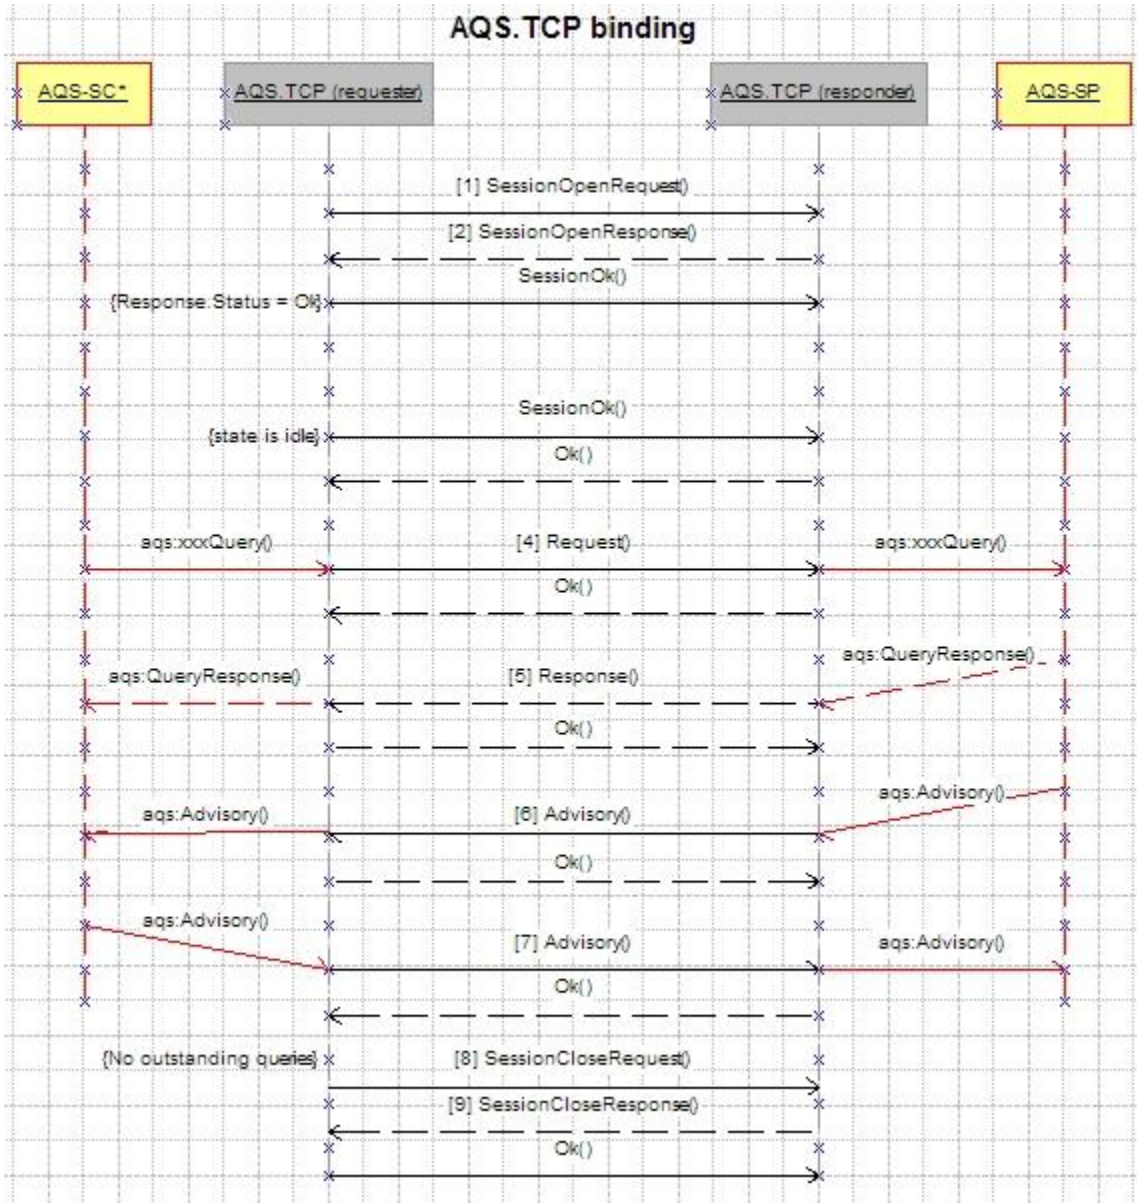 AQS.TCP binding
AQS-SC*
AQS.TCP (requester)
AQS.TCP (responder)
AQS-SP
[1] SessionOpenRequest()
[2] SessionOpenResponse()
SessionOk()
{Response.Status = Ok}
SessionOk()
{state is idle}
Ok()
aqs:xxxQuery()
[4] Request()
aqs:xxxQuery()
Ok()
aqs:QueryResponse()
aqs:QueryResponse()
[5] Response()
Ok()
aqs:Advisory()
aqs:Advisory()
[6] Advisory()
Ok()
aqs:Advisory()
[7] Advisory()
aqs:Advisory()
Ok()
{No outstanding queries}
[8] SessionCloseRequest()
[9] SessionCloseResponse()
Ok()